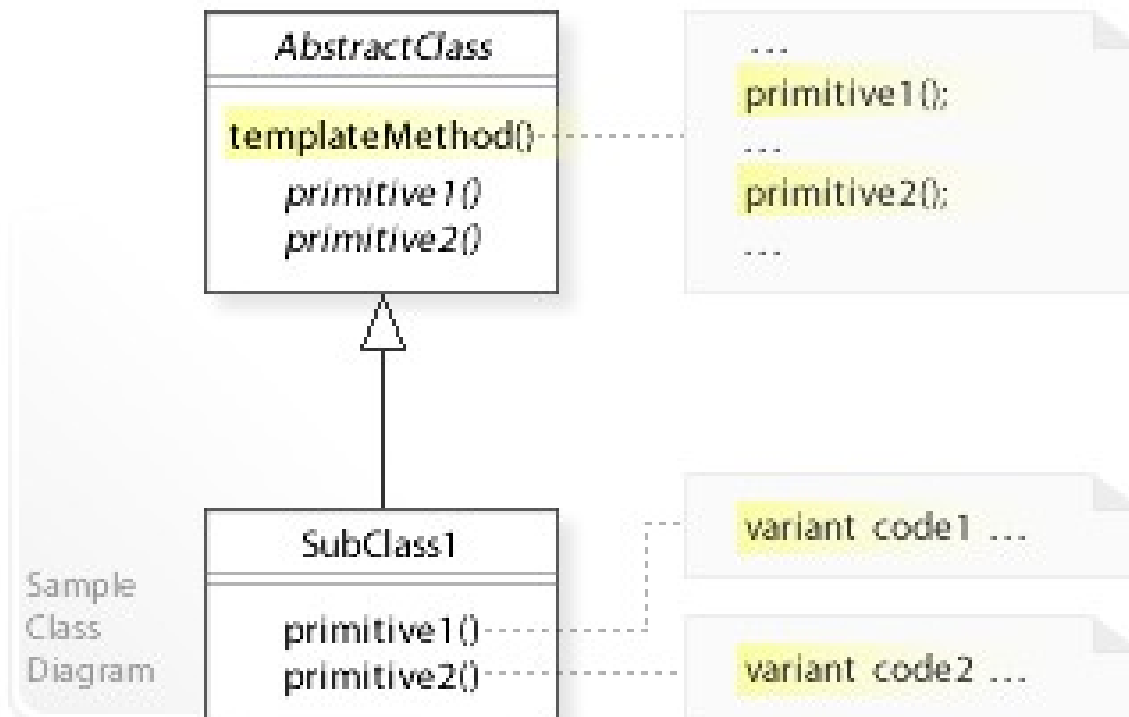 AbstractClass
templateMethod()
primitive1()
primitive2()
...
primitive1();
...
primitive2();
...
SubClass1
primitive1()
primitive2()
variant code1 ...
variant code2 ...
Sample
Class
Diagram